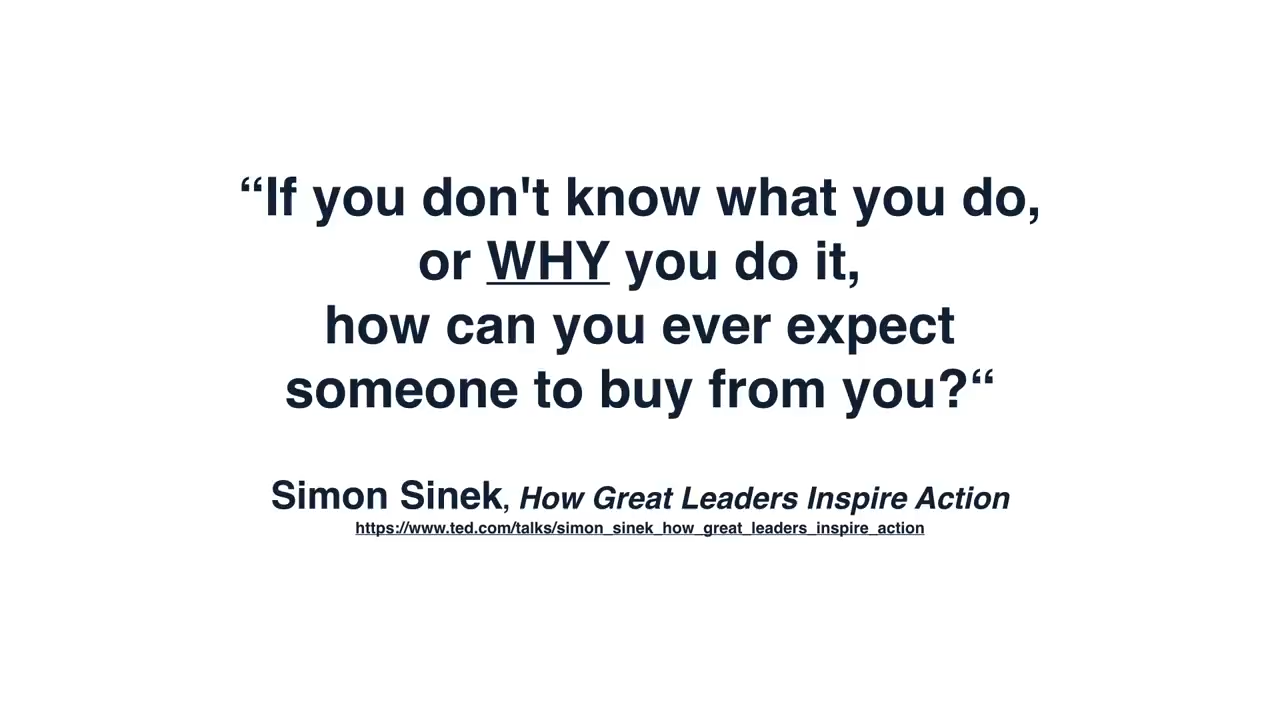 “If you don't know what you do,
or WHY you do it,
how can you ever expect
someone to buy from you?“
Simon Sinek, How Great Leaders Inspire Action
https://www.ted.com/talks/simon_sinek_how_great_leaders_inspire_action